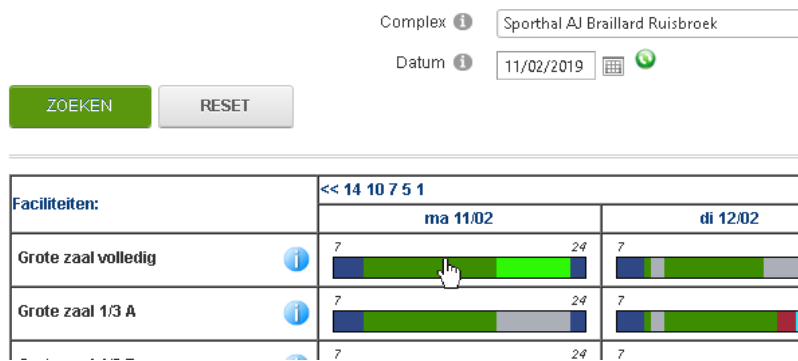 Complex
Sporthal AJ Braillard Ruisbroek
Datum
11/02/2019
ZOEKEN
RESET
Faciliteiten:
<< 14 10 7 5 1
ma 11/02
di 12/02
Grote zaal volledig
7
24
7
Grote zaal 1/3 A
7
24
7
7
24
7